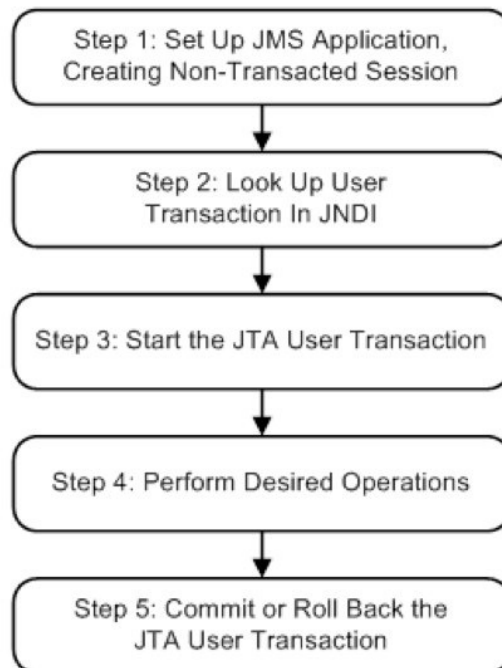 Step 1: Set Up JMS Application,
Creating Non-Transacted Session
Step 2: Look Up User
Transaction In JNDI
Step 3: Start the JTA User Transaction
Step 4: Perform Desired Operations
Step 5: Commit or Roll Back the
JTA User Transaction